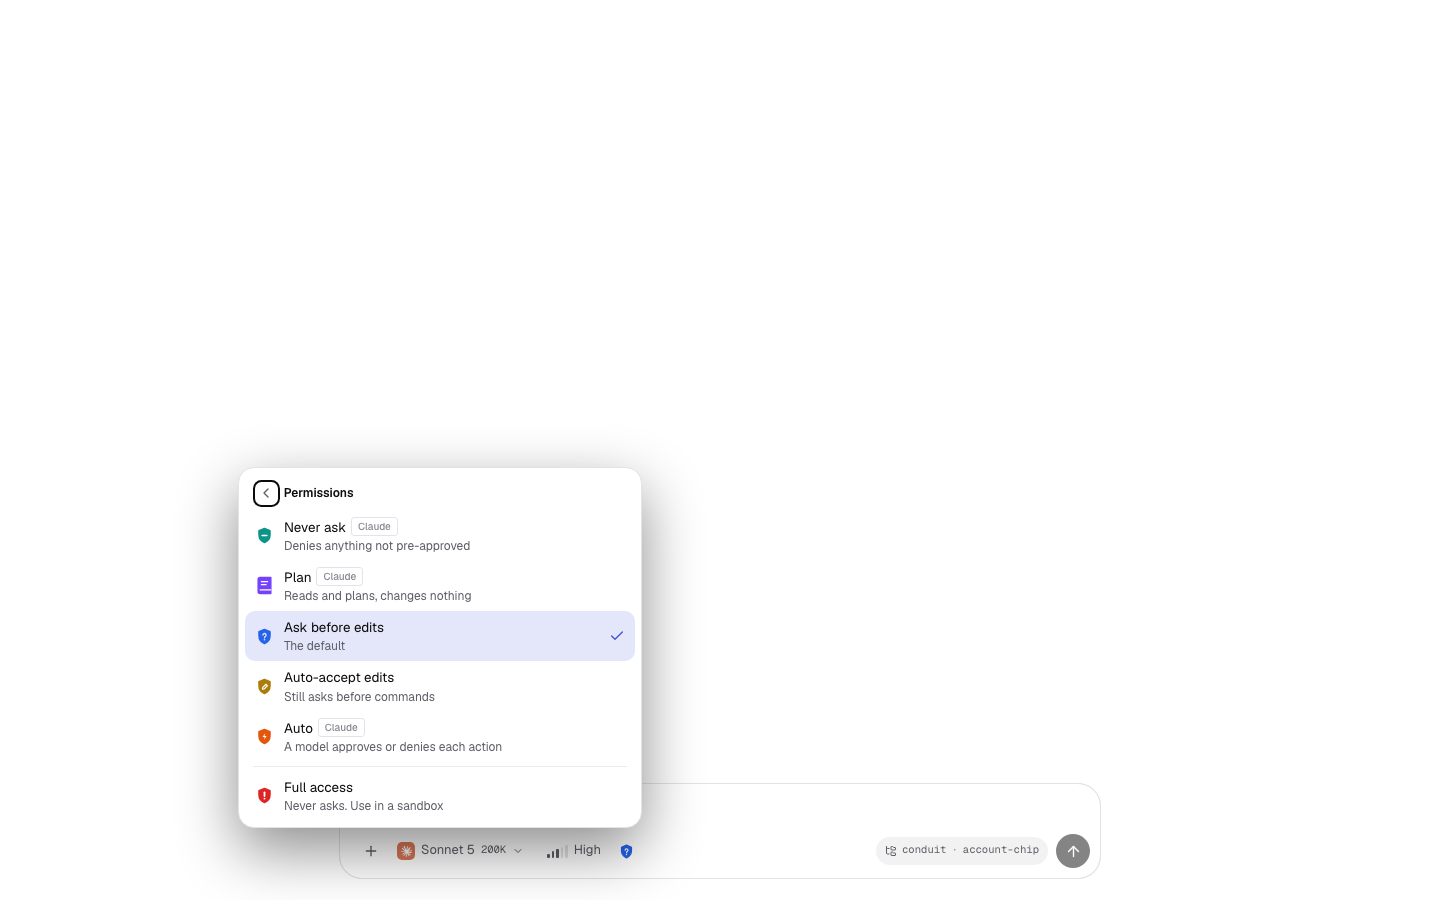 Permissions
Never ask Claude
Denies anything not pre-approved
Plan Claude
Reads and plans, changes nothing
Ask before edits
The default
Auto-accept edits
Still asks before commands
Auto Claude
A model approves or denies each action
Full access
Never asks. Use in a sandbox
Sonnet 5 200K High conduit · account-chip